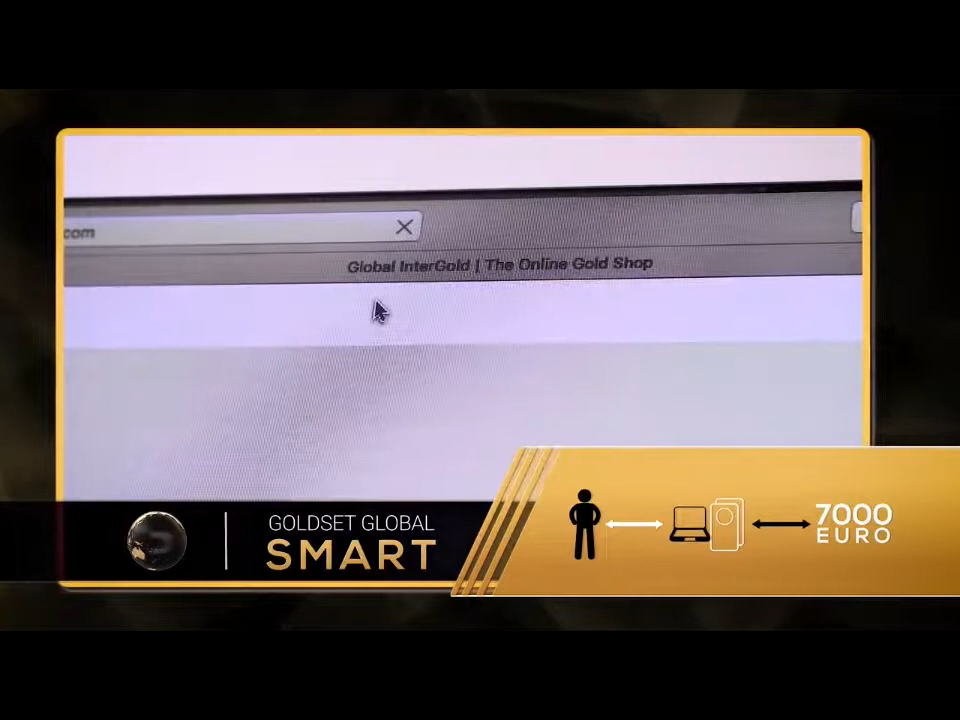 com
Global InterGold | The Online Gold Shop
GOLDSET GLOBAL
SMART
7000
EURO